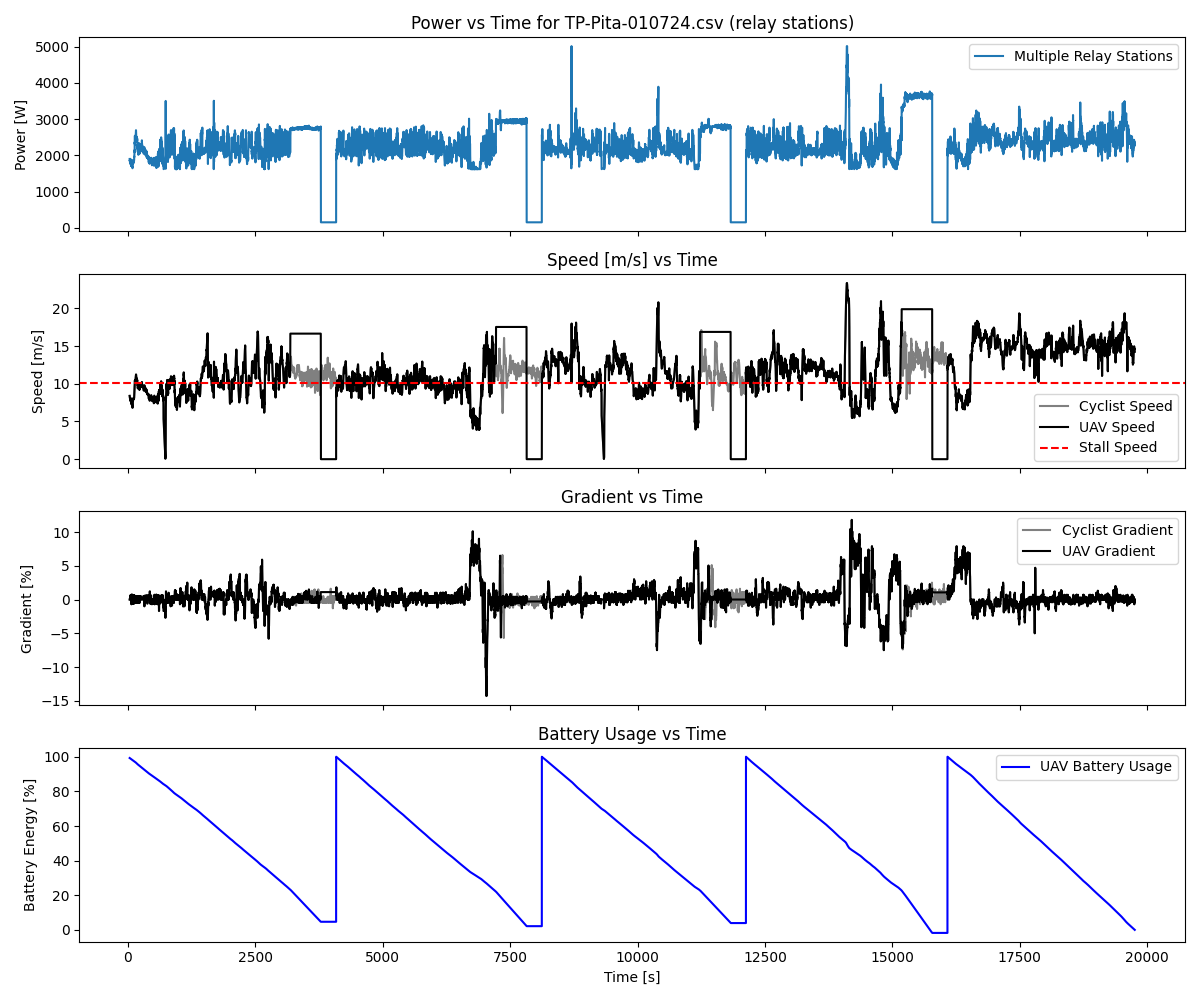 Power vs Time for TP-Pita-010724.csv (relay stations)
Power [W]
5000
4000
3000
2000
1000
0
Multiple Relay Stations
Speed [m/s] vs Time
Speed [m/s]
20
15
10
5
0
Cyclist Speed
UAV Speed
Stall Speed
Gradient vs Time
Gradient [%]
10
5
0
−5
−10
−15
Cyclist Gradient
UAV Gradient
Battery Usage vs Time
Battery Energy [%]
100
80
60
40
20
0
UAV Battery Usage
0 2500 5000 7500 10000 12500 15000 17500 20000
Time [s]